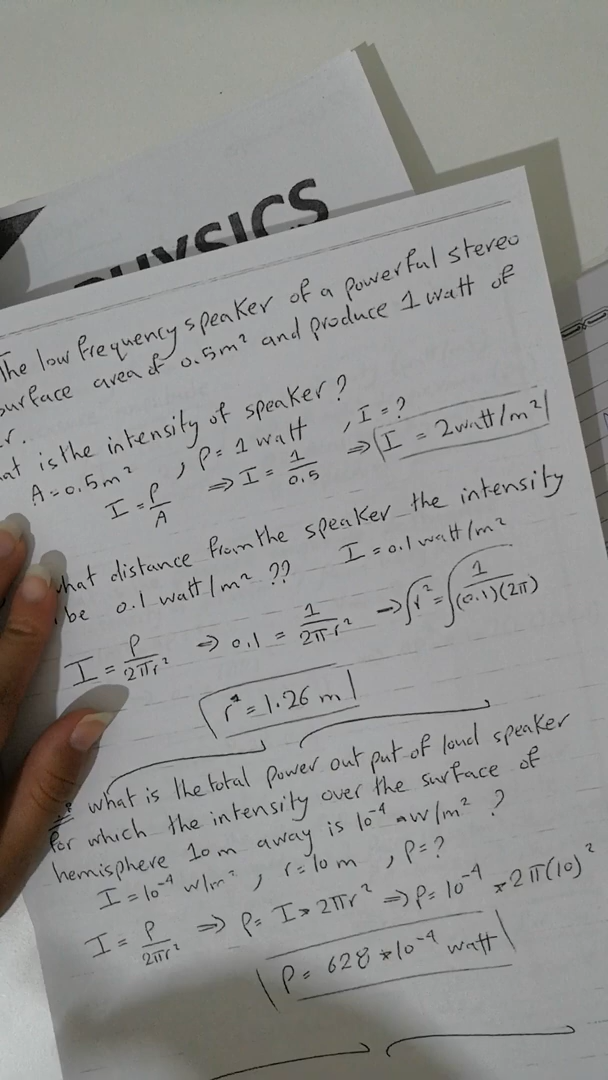 PHYSICS
The low frequency speaker of a powerful stereo
surface area of 0.5m² and produce 1 watt of
r.
at is the intensity of speaker?
A = 0.5m² , P = 1 watt , I = ?
I = P/A ⇒ I = 1/0.5 ⇒ I = 2 watt/m²
what distance from the speaker the intensity
be 0.1 watt/m² ?? I = 0.1 watt/m²
I = P/2πr² ⇒ 0.1 = 1/2πr² → √r² = √1/(0.1)(2π)
r = 1.26 m
what is the total power out put of loud speaker
for which the intensity over the surface of
hemisphere 10 m away is 10⁻⁴ w/m² ?
I = 10⁻⁴ w/m² , r = 10 m , P = ?
I = P/2πr² ⇒ P = I × 2πr² ⇒ P = 10⁻⁴ × 2π(10)²
P = 628 × 10⁻⁴ watt